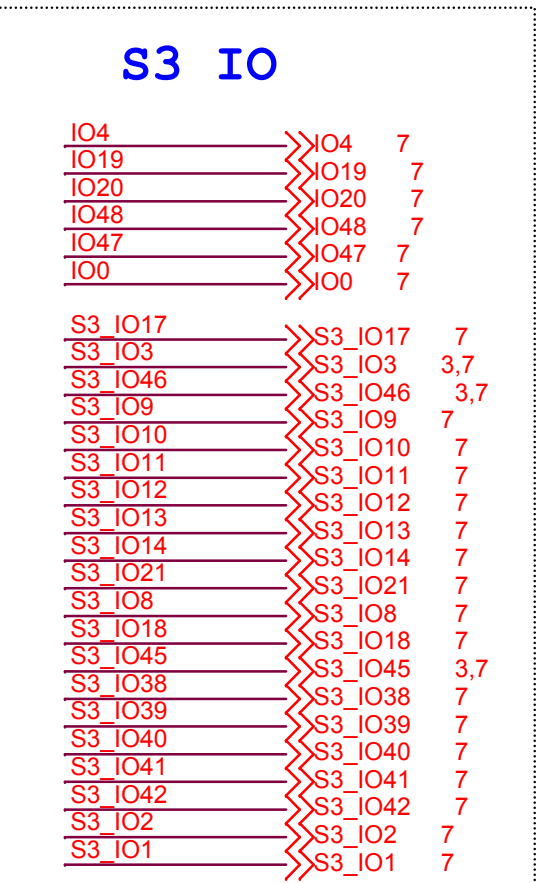 S3 IO
IO4 IO4 7
IO19 IO19 7
IO20 IO20 7
IO48 IO48 7
IO47 IO47 7
IO0 IO0 7
S3_IO17 S3_IO17 7
S3_IO3 S3_IO3 3,7
S3_IO46 S3_IO46 3,7
S3_IO9 S3_IO9 7
S3_IO10 S3_IO10 7
S3_IO11 S3_IO11 7
S3_IO12 S3_IO12 7
S3_IO13 S3_IO13 7
S3_IO14 S3_IO14 7
S3_IO21 S3_IO21 7
S3_IO8 S3_IO8 7
S3_IO18 S3_IO18 7
S3_IO45 S3_IO45 3,7
S3_IO38 S3_IO38 7
S3_IO39 S3_IO39 7
S3_IO40 S3_IO40 7
S3_IO41 S3_IO41 7
S3_IO42 S3_IO42 7
S3_IO2 S3_IO2 7
S3_IO1 S3_IO1 7